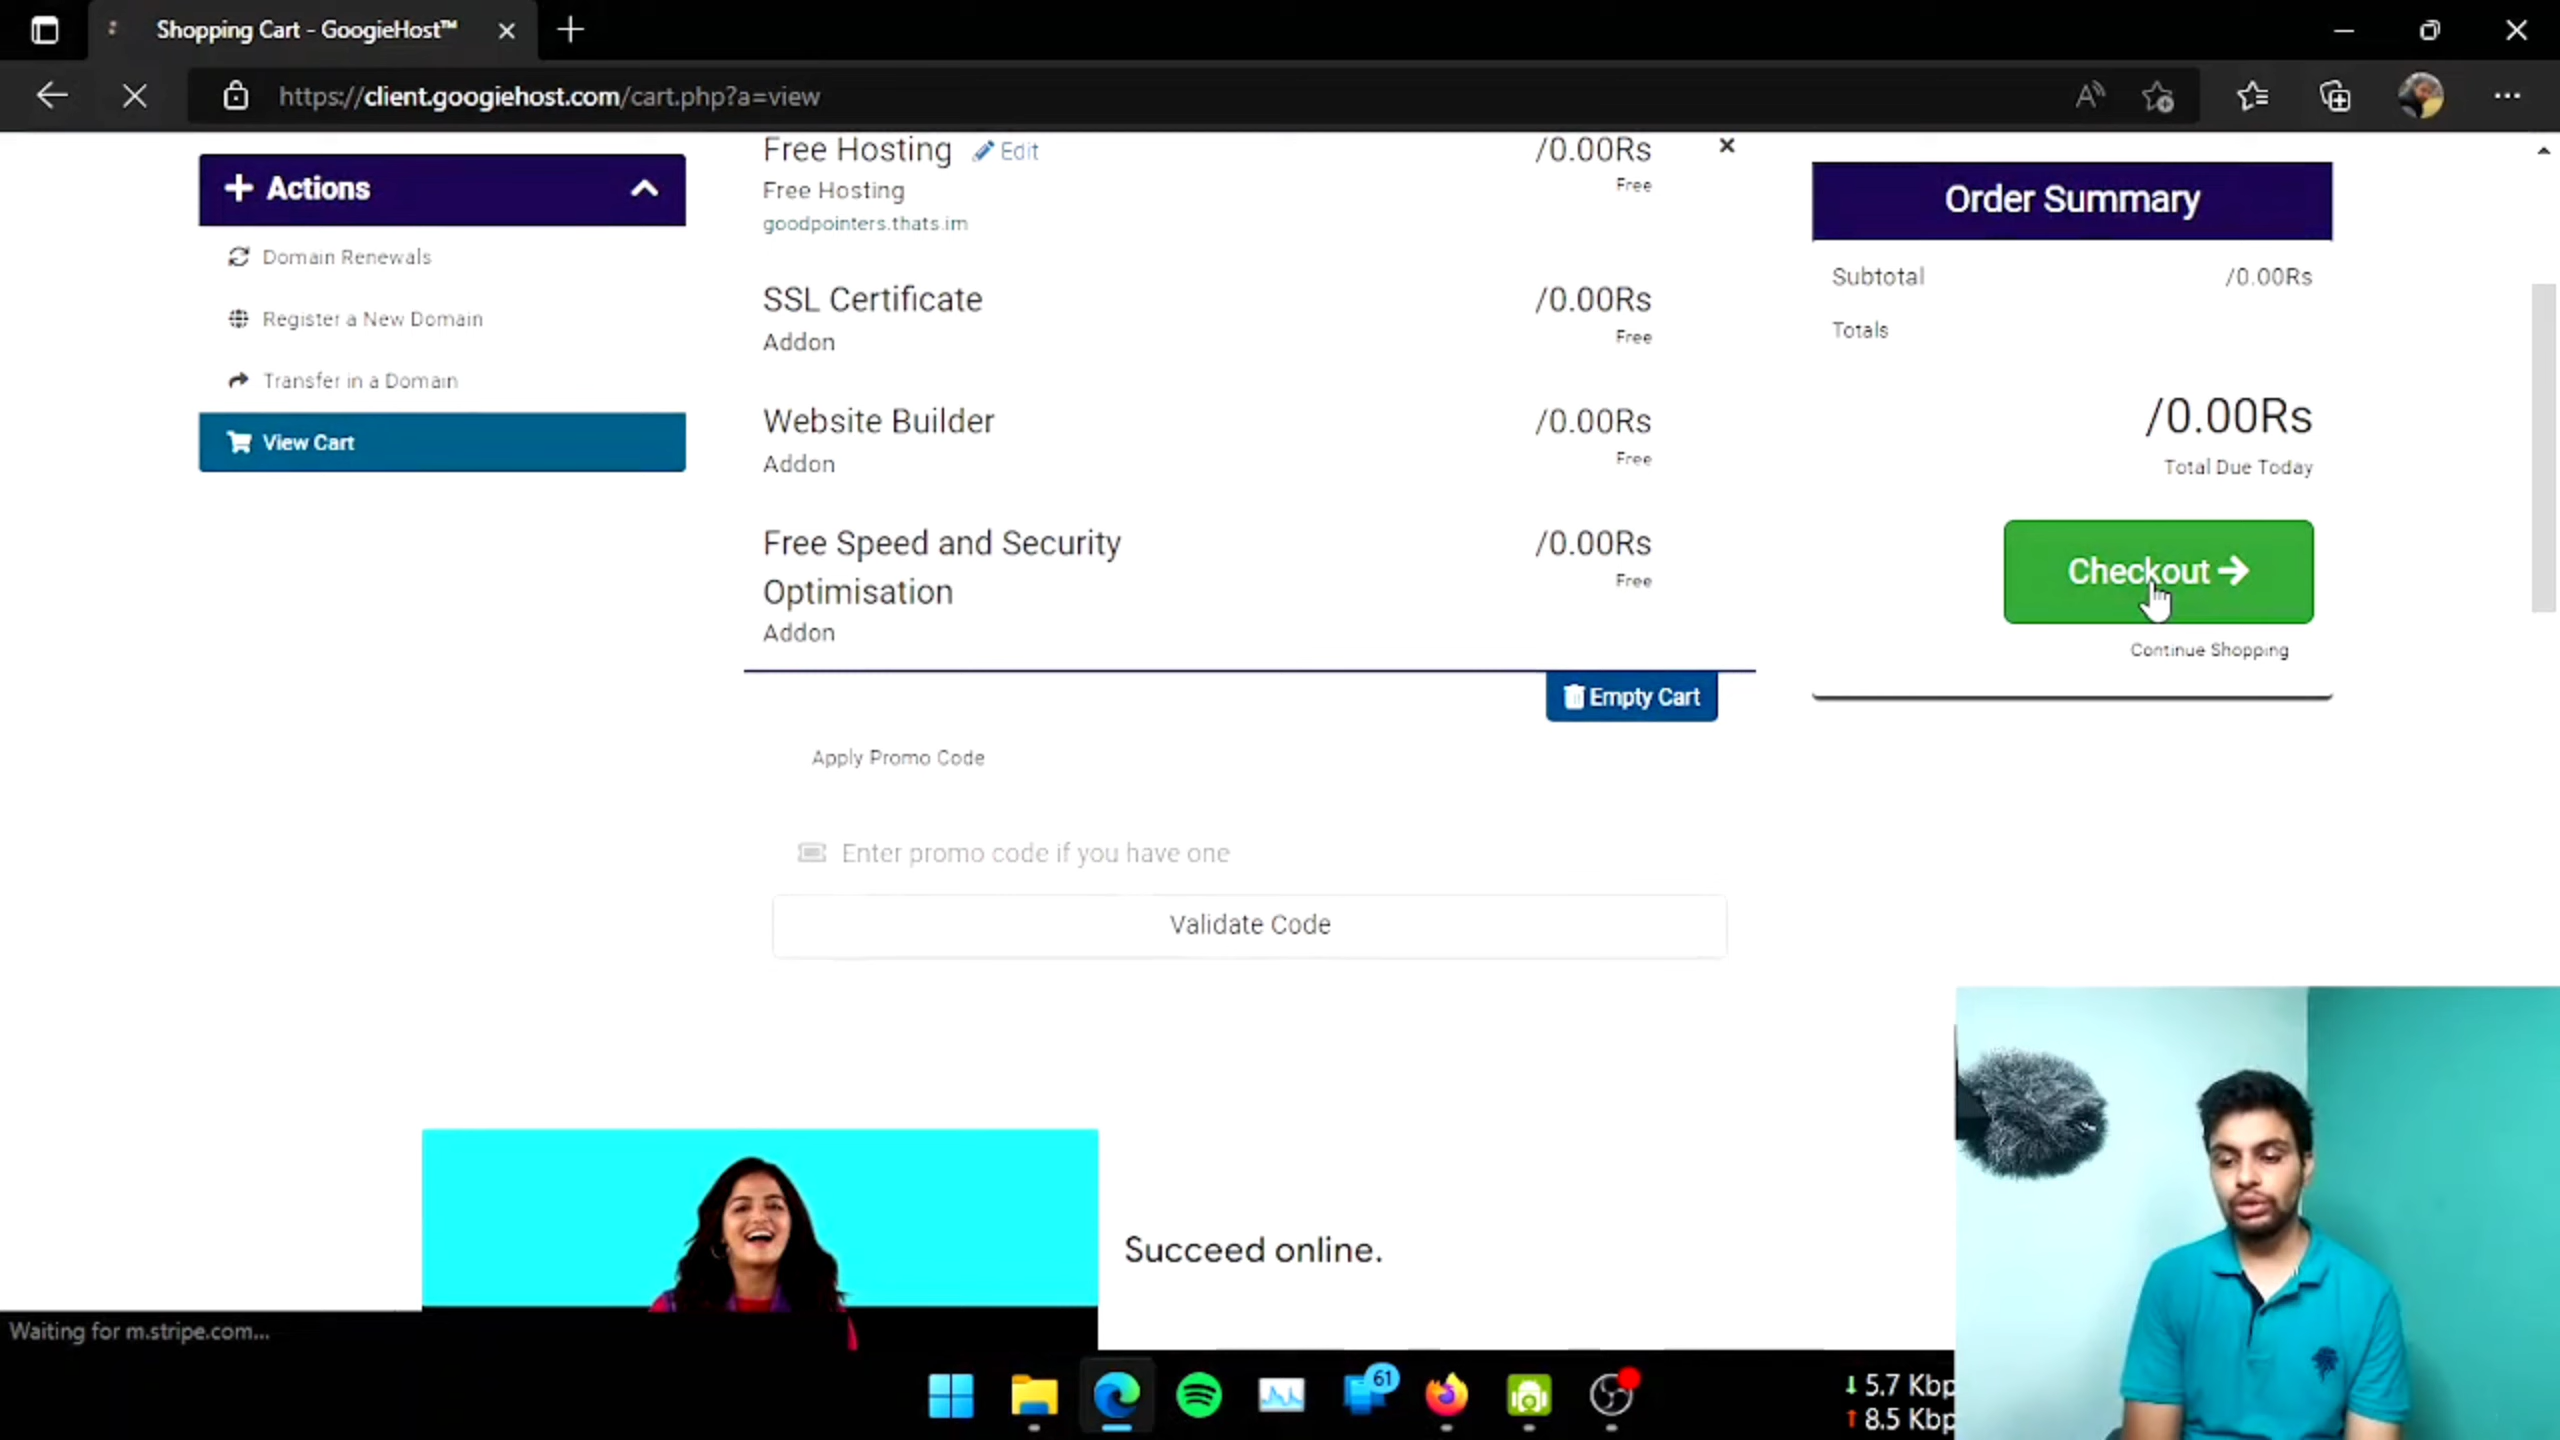 Shopping Cart - GoogieHost™
https://client.googiehost.com/cart.php?a=view
Actions
Domain Renewals
Register a New Domain
Transfer in a Domain
View Cart
Free Hosting Edit /0.00Rs
Free Hosting Free
goodpointers.thats.im
SSL Certificate /0.00Rs
Addon Free
Website Builder /0.00Rs
Addon Free
Free Speed and Security /0.00Rs
Optimisation Free
Addon
Empty Cart
Apply Promo Code
Enter promo code if you have one
Validate Code
Order Summary
Subtotal /0.00Rs
Totals
/0.00Rs
Total Due Today
Checkout
Continue Shopping
Succeed online.
Waiting for m.stripe.com...
61
5.7 Kbp
8.5 Kbp